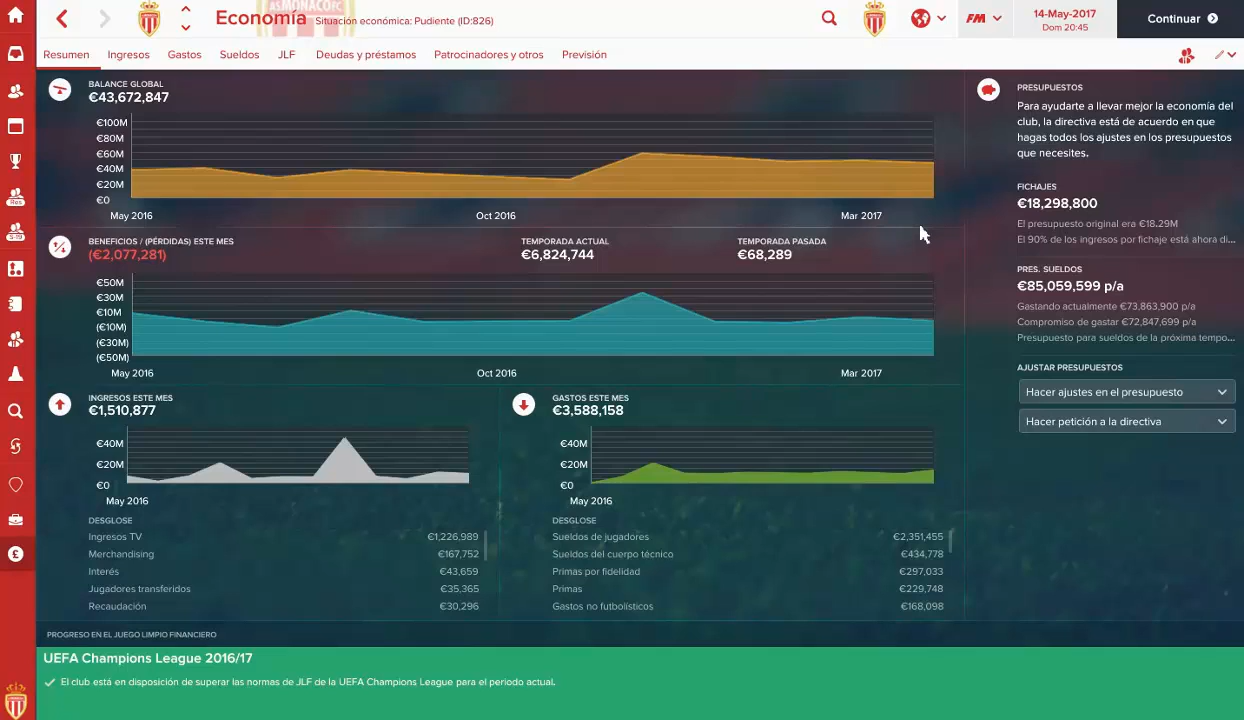 Economía
Situación económica: Pudiente (ID:826)
FM
14-May-2017
Dom 20:45
Continuar
Resumen
Ingresos
Gastos
Sueldos
JLF
Deudas y préstamos
Patrocinadores y otros
Previsión
BALANCE GLOBAL
€43,672,847
€100M
€80M
€60M
€40M
€20M
€0
May 2016
Oct 2016
Mar 2017
BENEFICIOS / (PÉRDIDAS) ESTE MES
(€2,077,281)
TEMPORADA ACTUAL
€6,824,744
TEMPORADA PASADA
€68,289
€50M
€30M
€10M
(€10M)
(€30M)
(€50M)
May 2016
Oct 2016
Mar 2017
INGRESOS ESTE MES
€1,510,877
€40M
€20M
€0
May 2016
DESGLOSE
Ingresos TV €1,226,989
Merchandising €167,752
Interés €43,659
Jugadores transferidos €35,365
Recaudación €30,296
GASTOS ESTE MES
€3,588,158
€40M
€20M
€0
May 2016
DESGLOSE
Sueldos de jugadores €2,351,455
Sueldos del cuerpo técnico €434,778
Primas por fidelidad €297,033
Primas €229,748
Gastos no futbolísticos €168,098
PRESUPUESTOS
Para ayudarte a llevar mejor la economía del
club, la directiva está de acuerdo en que
hagas todos los ajustes en los presupuestos
que necesites.
FICHAJES
€18,298,800
El presupuesto original era €18.29M
El 90% de los ingresos por fichaje está ahora di...
PRES. SUELDOS
€85,059,599 p/a
Gastando actualmente €73,863,900 p/a
Compromiso de gastar €72,847,699 p/a
Presupuesto para sueldos de la próxima tempo...
AJUSTAR PRESUPUESTOS
Hacer ajustes en el presupuesto
Hacer petición a la directiva
PROGRESO EN EL JUEGO LIMPIO FINANCIERO
UEFA Champions League 2016/17
El club está en disposición de superar las normas de JLF de la UEFA Champions League para el periodo actual.